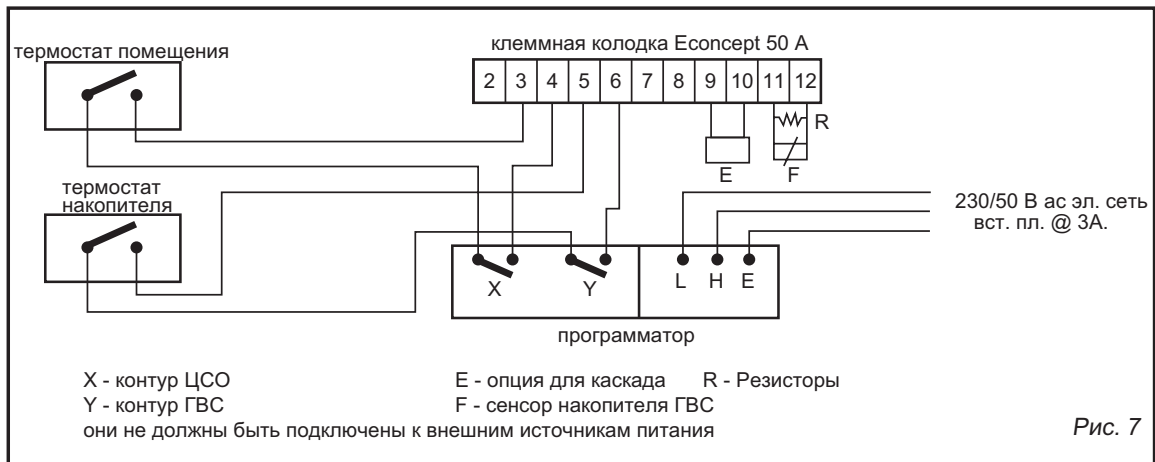 термостат помещения
клеммная колодка Econcept 50 A
2 3 4 5 6 7 8 9 10 11 12
R
E F
термостат
накопителя
230/50 В ас эл. сеть
вст. пл. @ 3А.
X Y L H E
программатор
X - контур ЦСО E - опция для каскада R - Резисторы
Y - контур ГВС F - сенсор накопителя ГВС
они не должны быть подключены к внешним источникам питания
Рис. 7